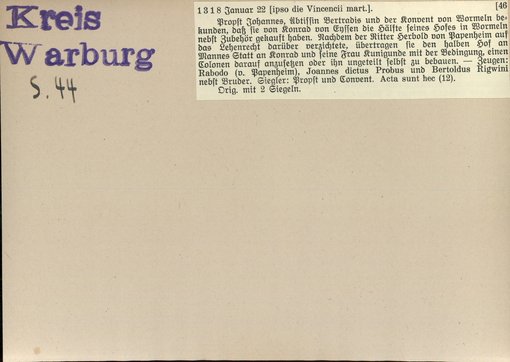 Kreis
Warburg
S. 44
1318 Januar 22 [ipso die Vincencii mart.]. [46
Propst Johannes, Äbtissin Bertradis und der Konvent von Wormeln be-
kunden, daß sie von Konrad von Eyssen die Hälfte seines Hofes in Wormeln
nebst Zubehör gekauft haben. Nachdem der Ritter Herbold von Papenheim auf
das Lehenrecht darüber verzichtete, übertragen sie den halben Hof an
Mannes Statt an Konrad und seine Frau Kunigunde mit der Bedingung, einen
Colonen darauf anzusetzen oder ihn ungeteilt selbst zu bebauen. — Zeugen:
Rabodo (v. Papenheim), Joannes dictus Probus und Bertoldus Rigwini
nebst Bruder. Siegler: Propst und Convent. Acta sunt hec (12).
Orig. mit 2 Siegeln.